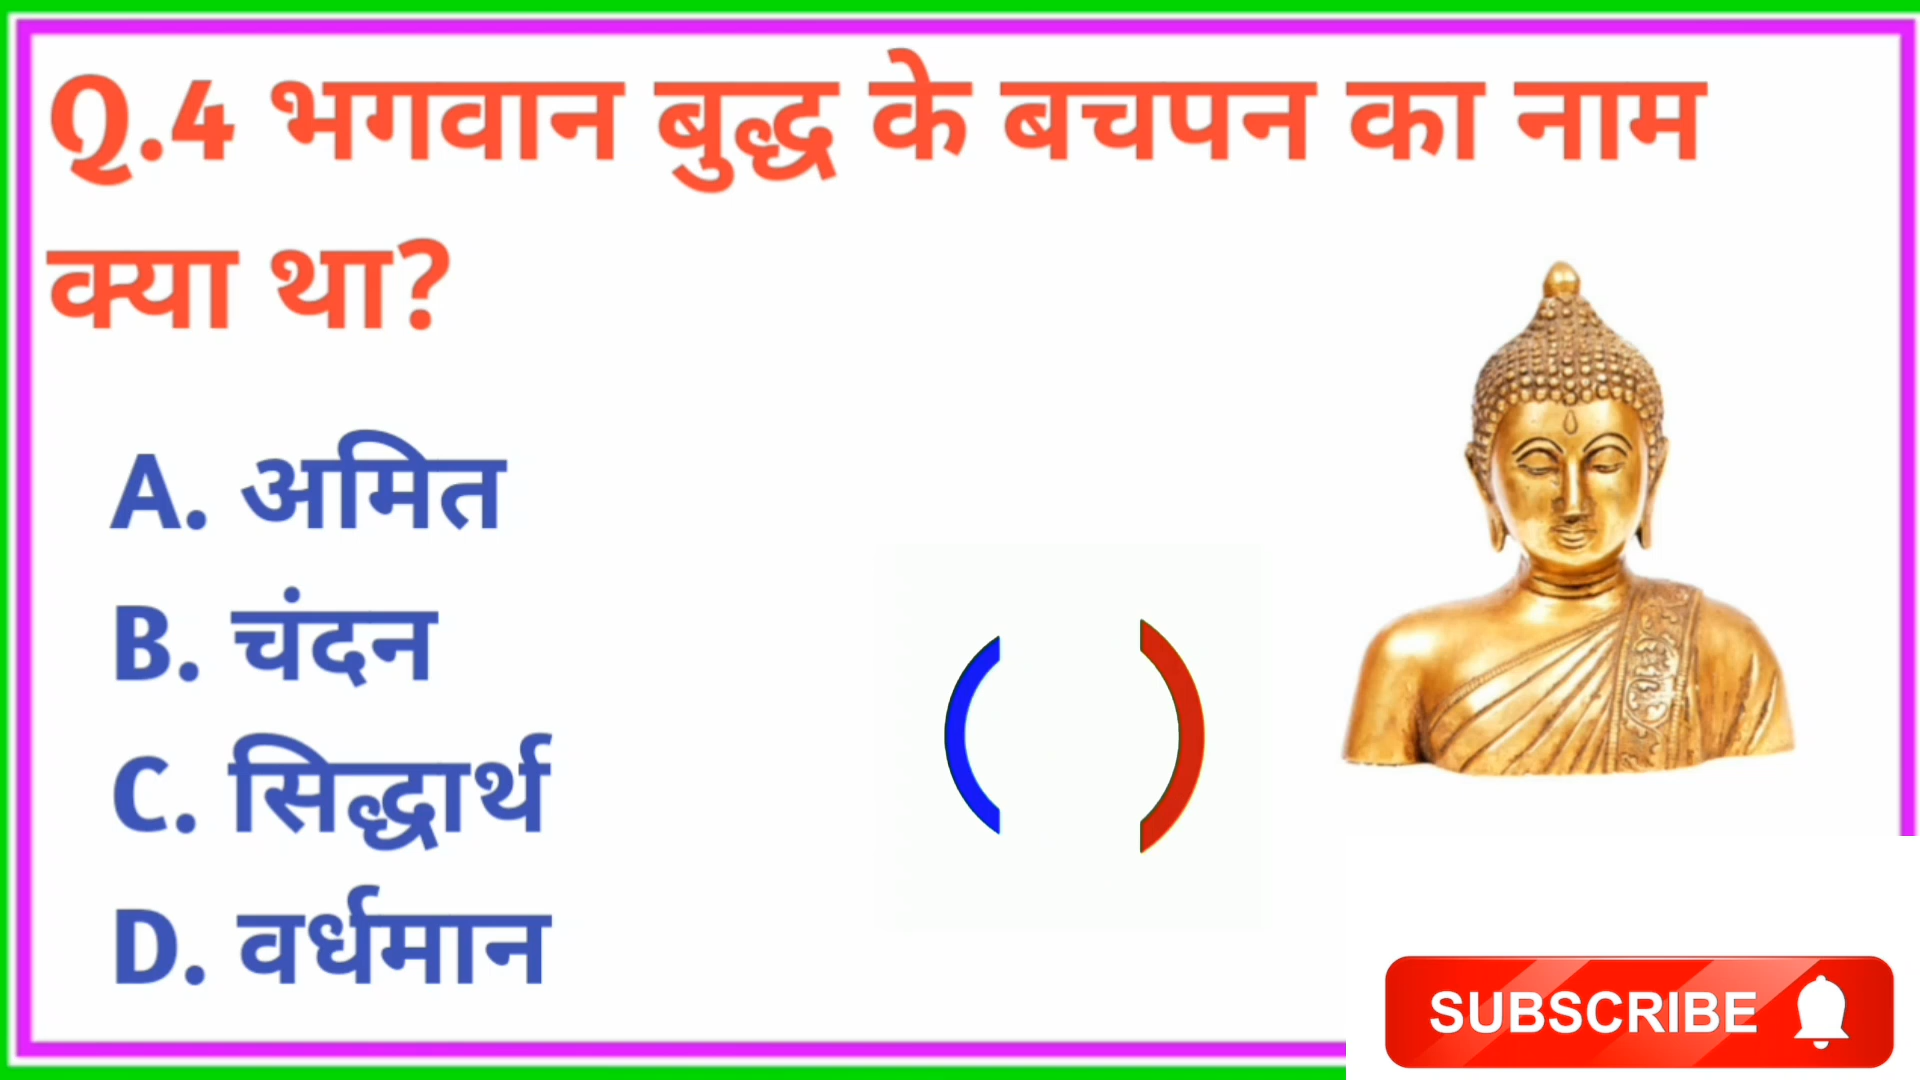 Q.4 भगवान बुद्ध के बचपन का नाम
क्या था?
A. अमित
B. चंदन
C. सिद्धार्थ
D. वर्धमान
SUBSCRIBE